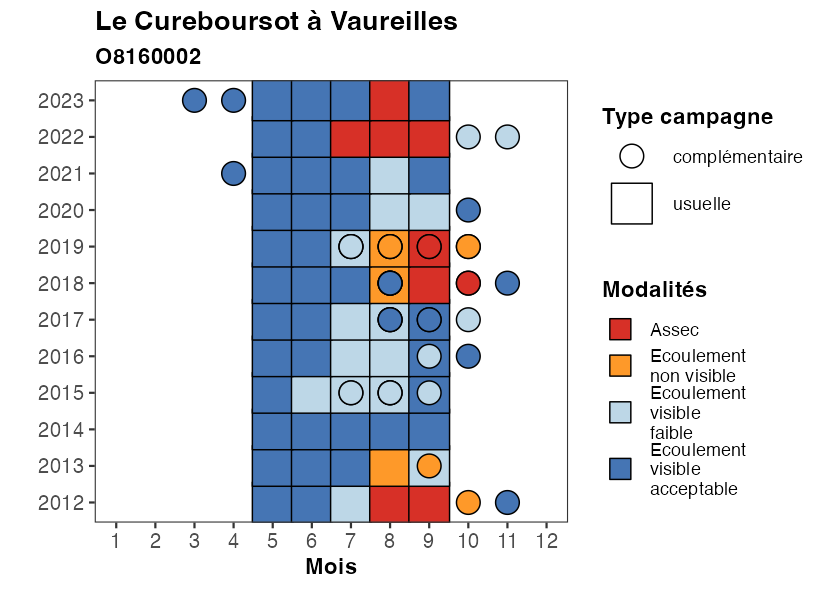 Le Cureboursot à Vaureilles
O8160002
2023
2022
2021
2020
2019
2018
2017
2016
2015
2014
2013
2012
1 2 3 4 5 6 7 8 9 10 11 12
Mois
Type campagne
complémentaire
usuelle
Modalités
Assec
Ecoulement
non visible
Ecoulement
visible
faible
Ecoulement
visible
acceptable